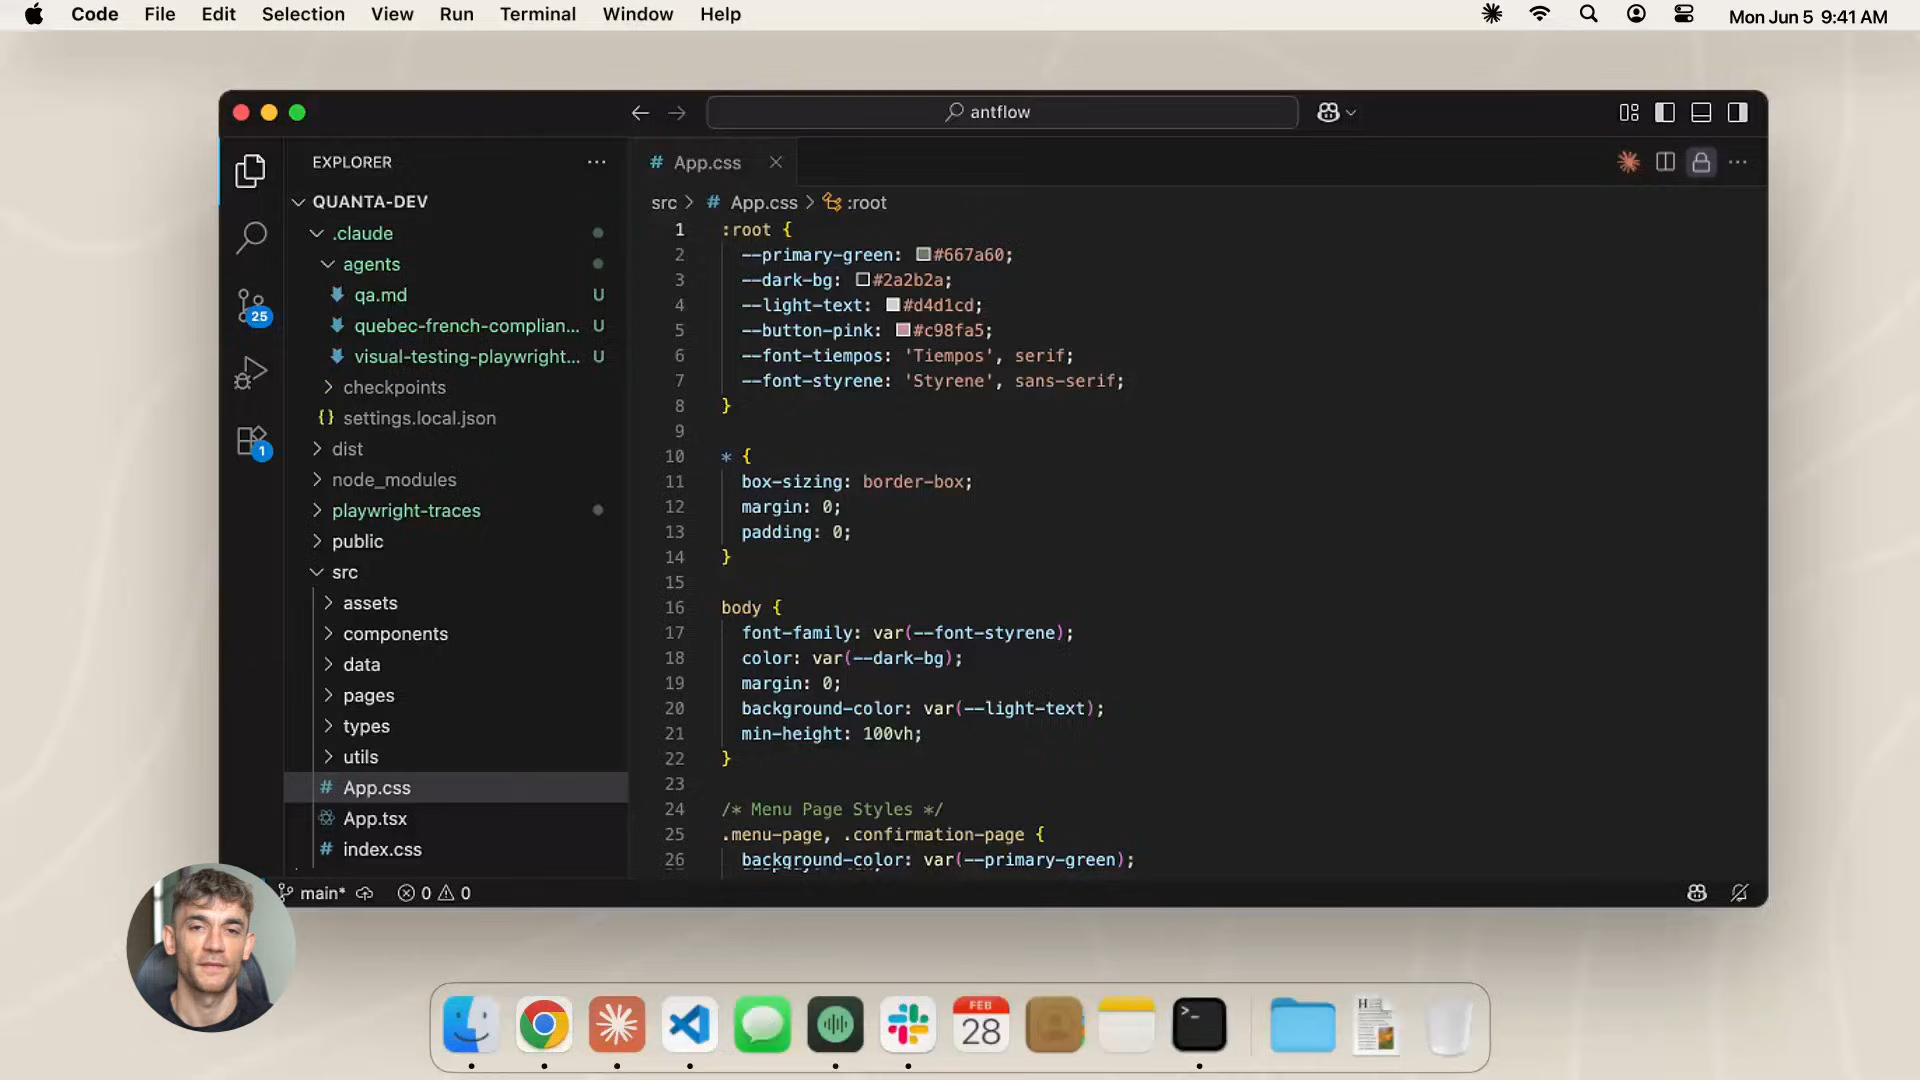 Code File Edit Selection View Run Terminal Window Help Mon Jun 5 9:41 AM
antflow
EXPLORER
QUANTA-DEV
.claude
agents
qa.md U
quebec-french-complian... U
visual-testing-playwright... U
checkpoints
{} settings.local.json
dist
node_modules
playwright-traces
public
src
assets
components
data
pages
types
utils
# App.css
App.tsx
# index.css
25
1
# App.css
src > # App.css > :root
1 :root {
2 --primary-green: #667a60;
3 --dark-bg: #2a2b2a;
4 --light-text: #d4d1cd;
5 --button-pink: #c98fa5;
6 --font-tiempos: 'Tiempos', serif;
7 --font-styrene: 'Styrene', sans-serif;
8 }
9
10 * {
11 box-sizing: border-box;
12 margin: 0;
13 padding: 0;
14 }
15
16 body {
17 font-family: var(--font-styrene);
18 color: var(--dark-bg);
19 margin: 0;
20 background-color: var(--light-text);
21 min-height: 100vh;
22 }
23
24 /* Menu Page Styles */
25 .menu-page, .confirmation-page {
26 background-color: var(--primary-green);
main* 0 0
FEB
28